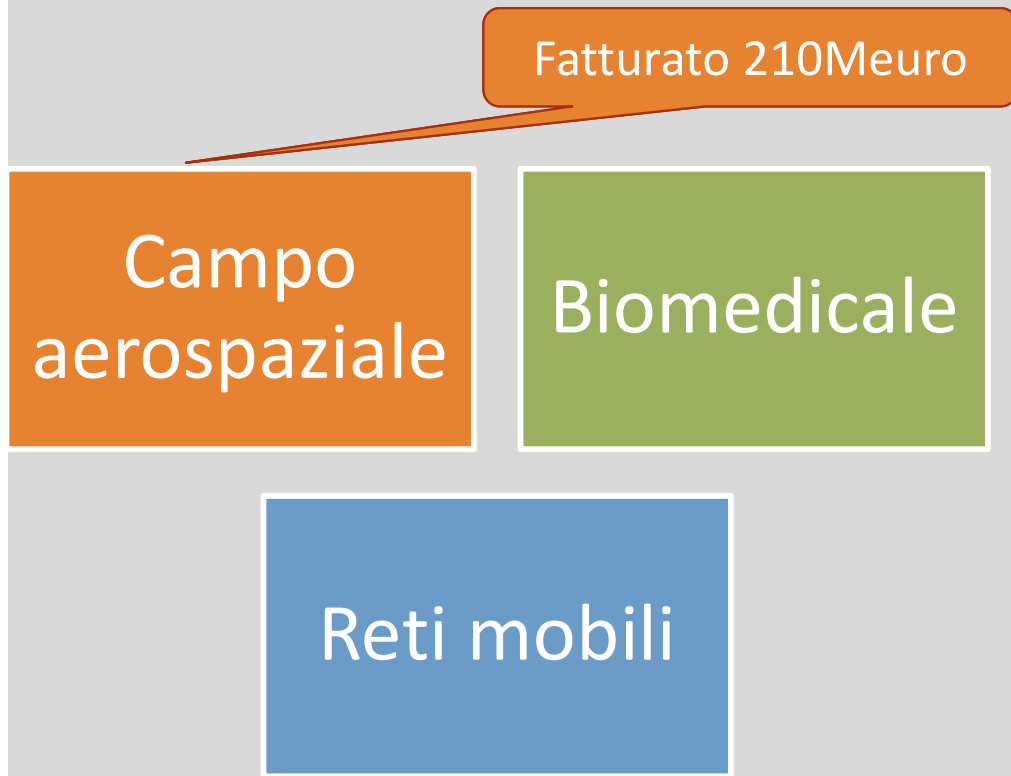 Fatturato 210Meuro
Campo
aerospaziale
Biomedicale
Reti mobili